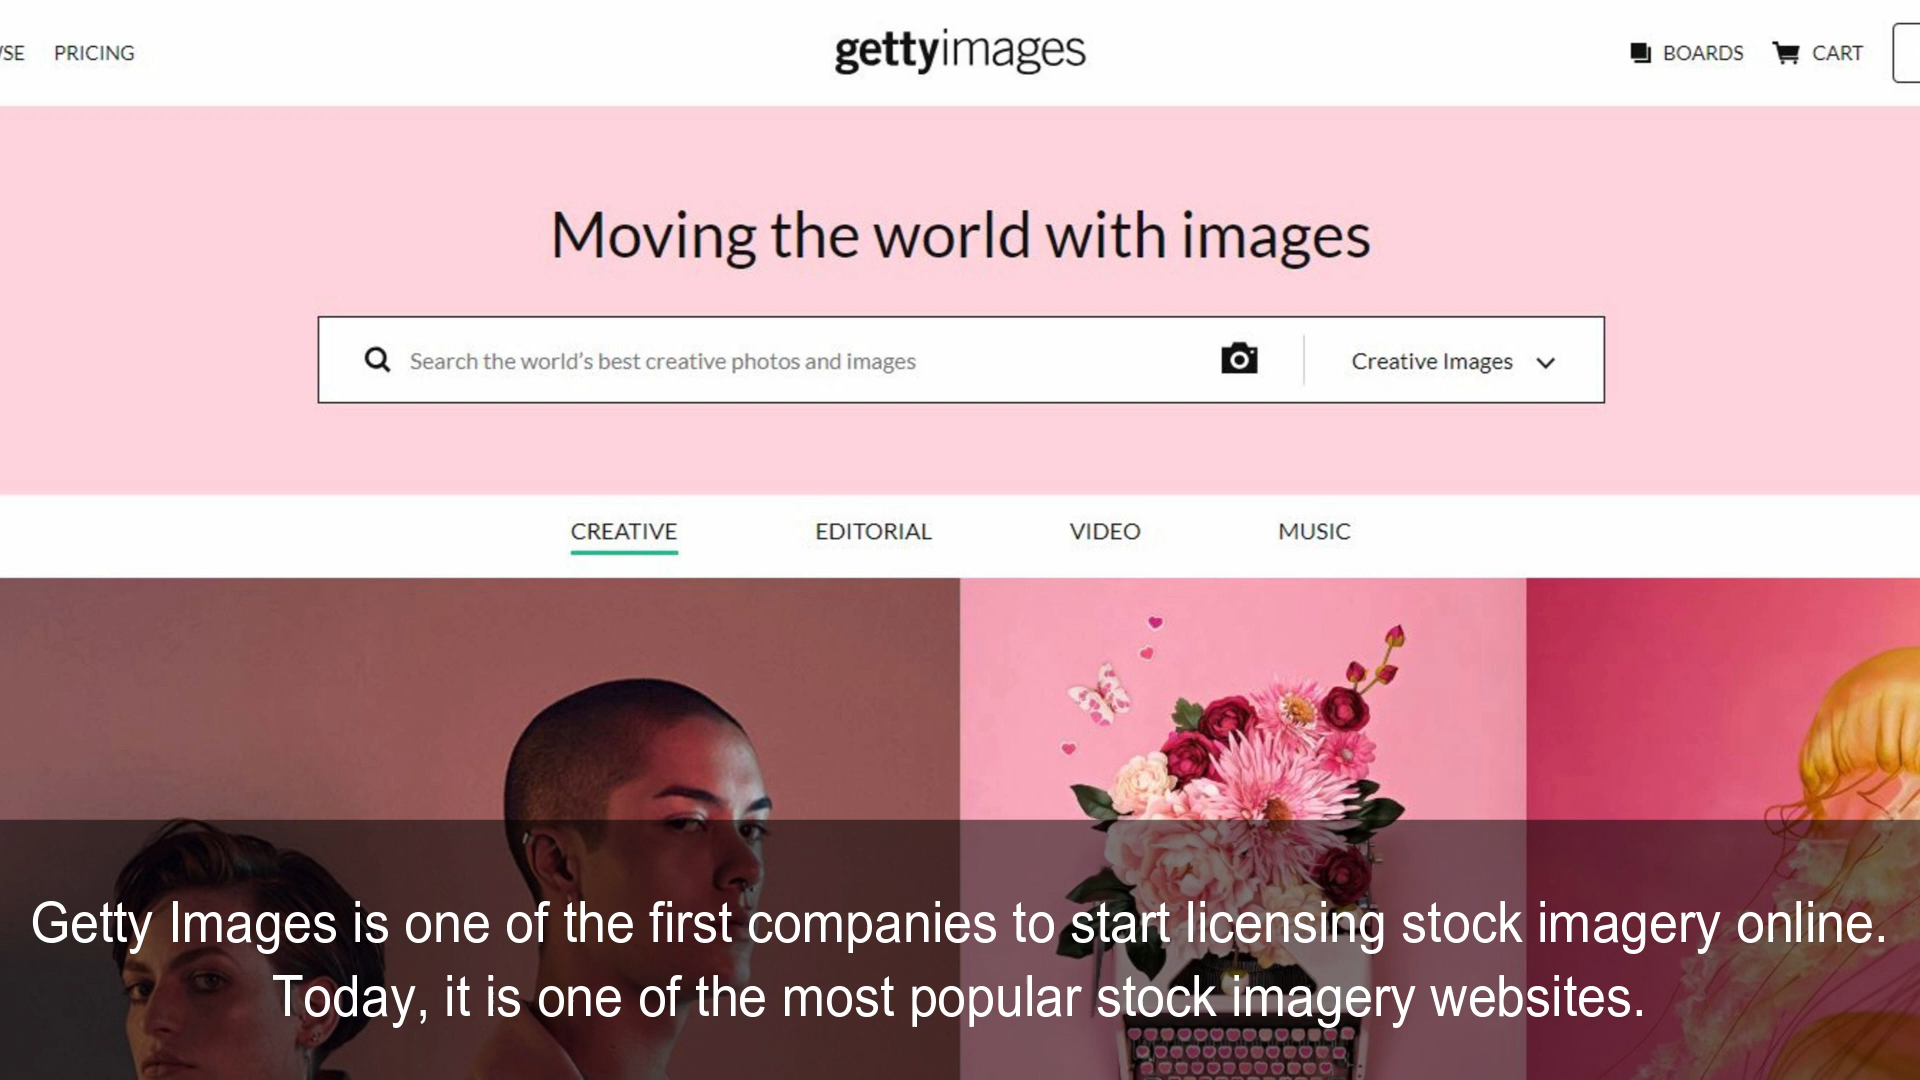 SE
PRICING
gettyimages
BOARDS
CART
Moving the world with images
Search the world's best creative photos and images
Creative Images
CREATIVE
EDITORIAL
VIDEO
MUSIC
Getty Images is one of the first companies to start licensing stock imagery online.
Today, it is one of the most popular stock imagery websites.